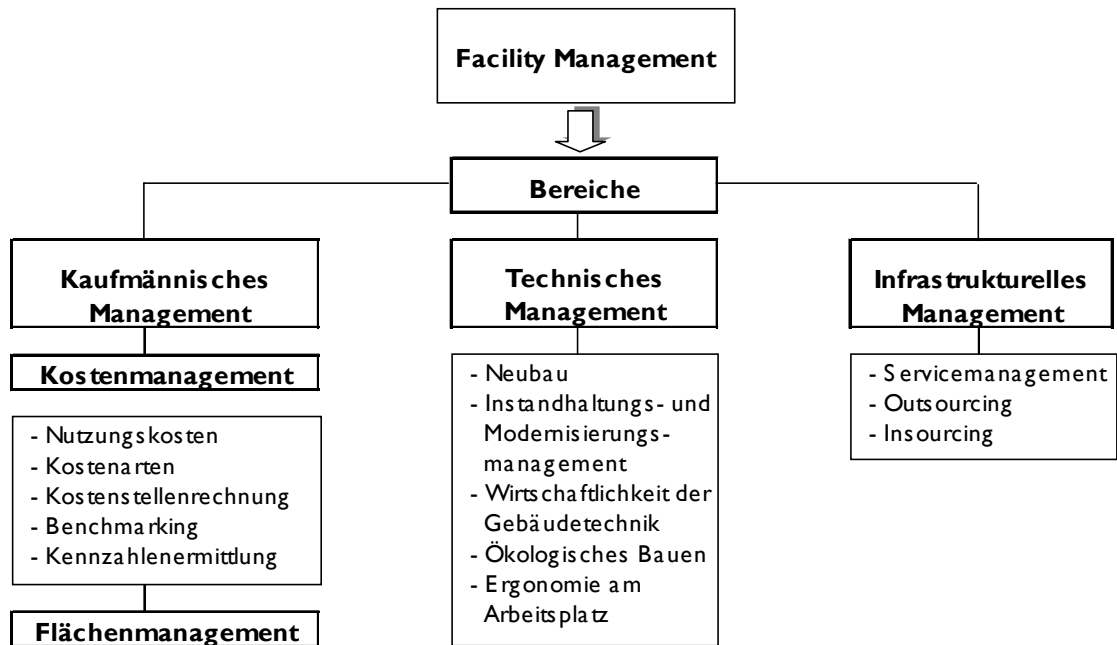 Facility Management
Bereiche
Kaufmännisches
Management
Kostenmanagement
- Nutzungskosten
- Kostenarten
- Kostenstellenrechnung
- Benchmarking
- Kennzahlenermittlung
Flächenmanagement
Technisches
Management
- Neubau
- Instandhaltungs- und
Modernisierungs-
management
- Wirtschaftlichkeit der
Gebäudetechnik
- Ökologisches Bauen
- Ergonomie am
Arbeitsplatz
Infrastrukturelles
Management
- Servicemanagement
- Outsourcing
- Insourcing